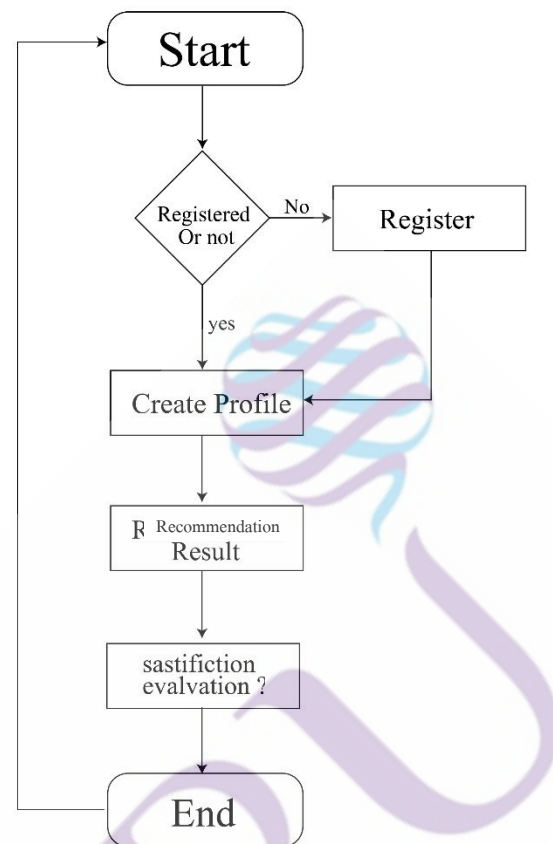 Start
Registered
Or not
No
Register
yes
Create Profile
R Recommendation
Result
sastifiction
evalvation ?
End